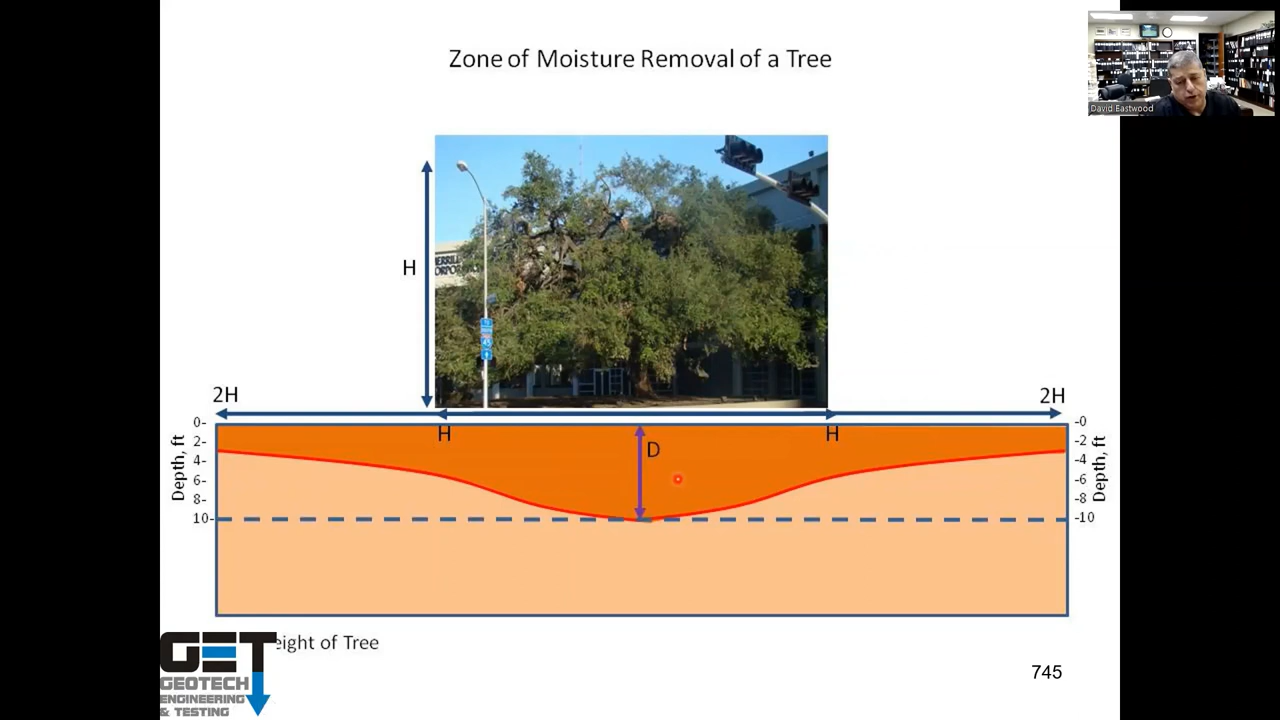 Zone of Moisture Removal of a Tree
David Eastwood
H
45
2H
2H
H
H
D
Depth, ft
0-
2-
4-
6-
8-
10-
-0
-2
-4
-6
-8
-10
Depth, ft
eight of Tree
GET
GEOTECH
ENGINEERING
& TESTING
745